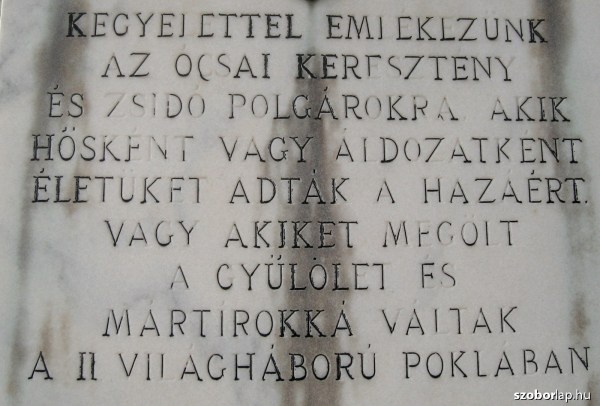 KEGYELETTEL EMLÉKEZÜNK
AZ ÓCSAI KERESZTÉNY
ÉS ZSIDÓ POLGÁROKRA, AKIK
HŐSKÉNT VAGY ÁLDOZATKÉNT
ÉLETÜKET ADTÁK A HAZÁÉRT.
VAGY AKIKET MEGÖLT
A GYŰLÖLET ÉS
MÁRTÍROKKÁ VÁLTAK
A II VILÁGHÁBORÚ POKLÁBAN
szoborlap.hu